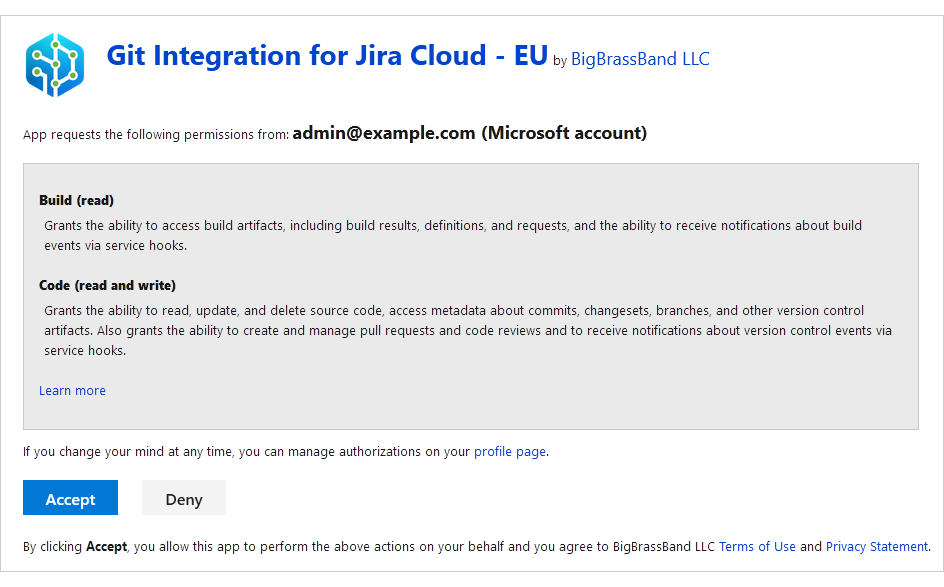 Git Integration for Jira Cloud - EU by BigBrassBand LLC
App requests the following permissions from: admin@example.com (Microsoft account)
Build (read)
Grants the ability to access build artifacts, including build results, definitions, and requests, and the ability to receive notifications about build
events via service hooks.
Code (read and write)
Grants the ability to read, update, and delete source code, access metadata about commits, changesets, branches, and other version control
artifacts. Also grants the ability to create and manage pull requests and code reviews and to receive notifications about version control events via
service hooks.
Learn more
If you change your mind at any time, you can manage authorizations on your profile page.
Accept Deny
By clicking Accept, you allow this app to perform the above actions on your behalf and you agree to BigBrassBand LLC Terms of Use and Privacy Statement.